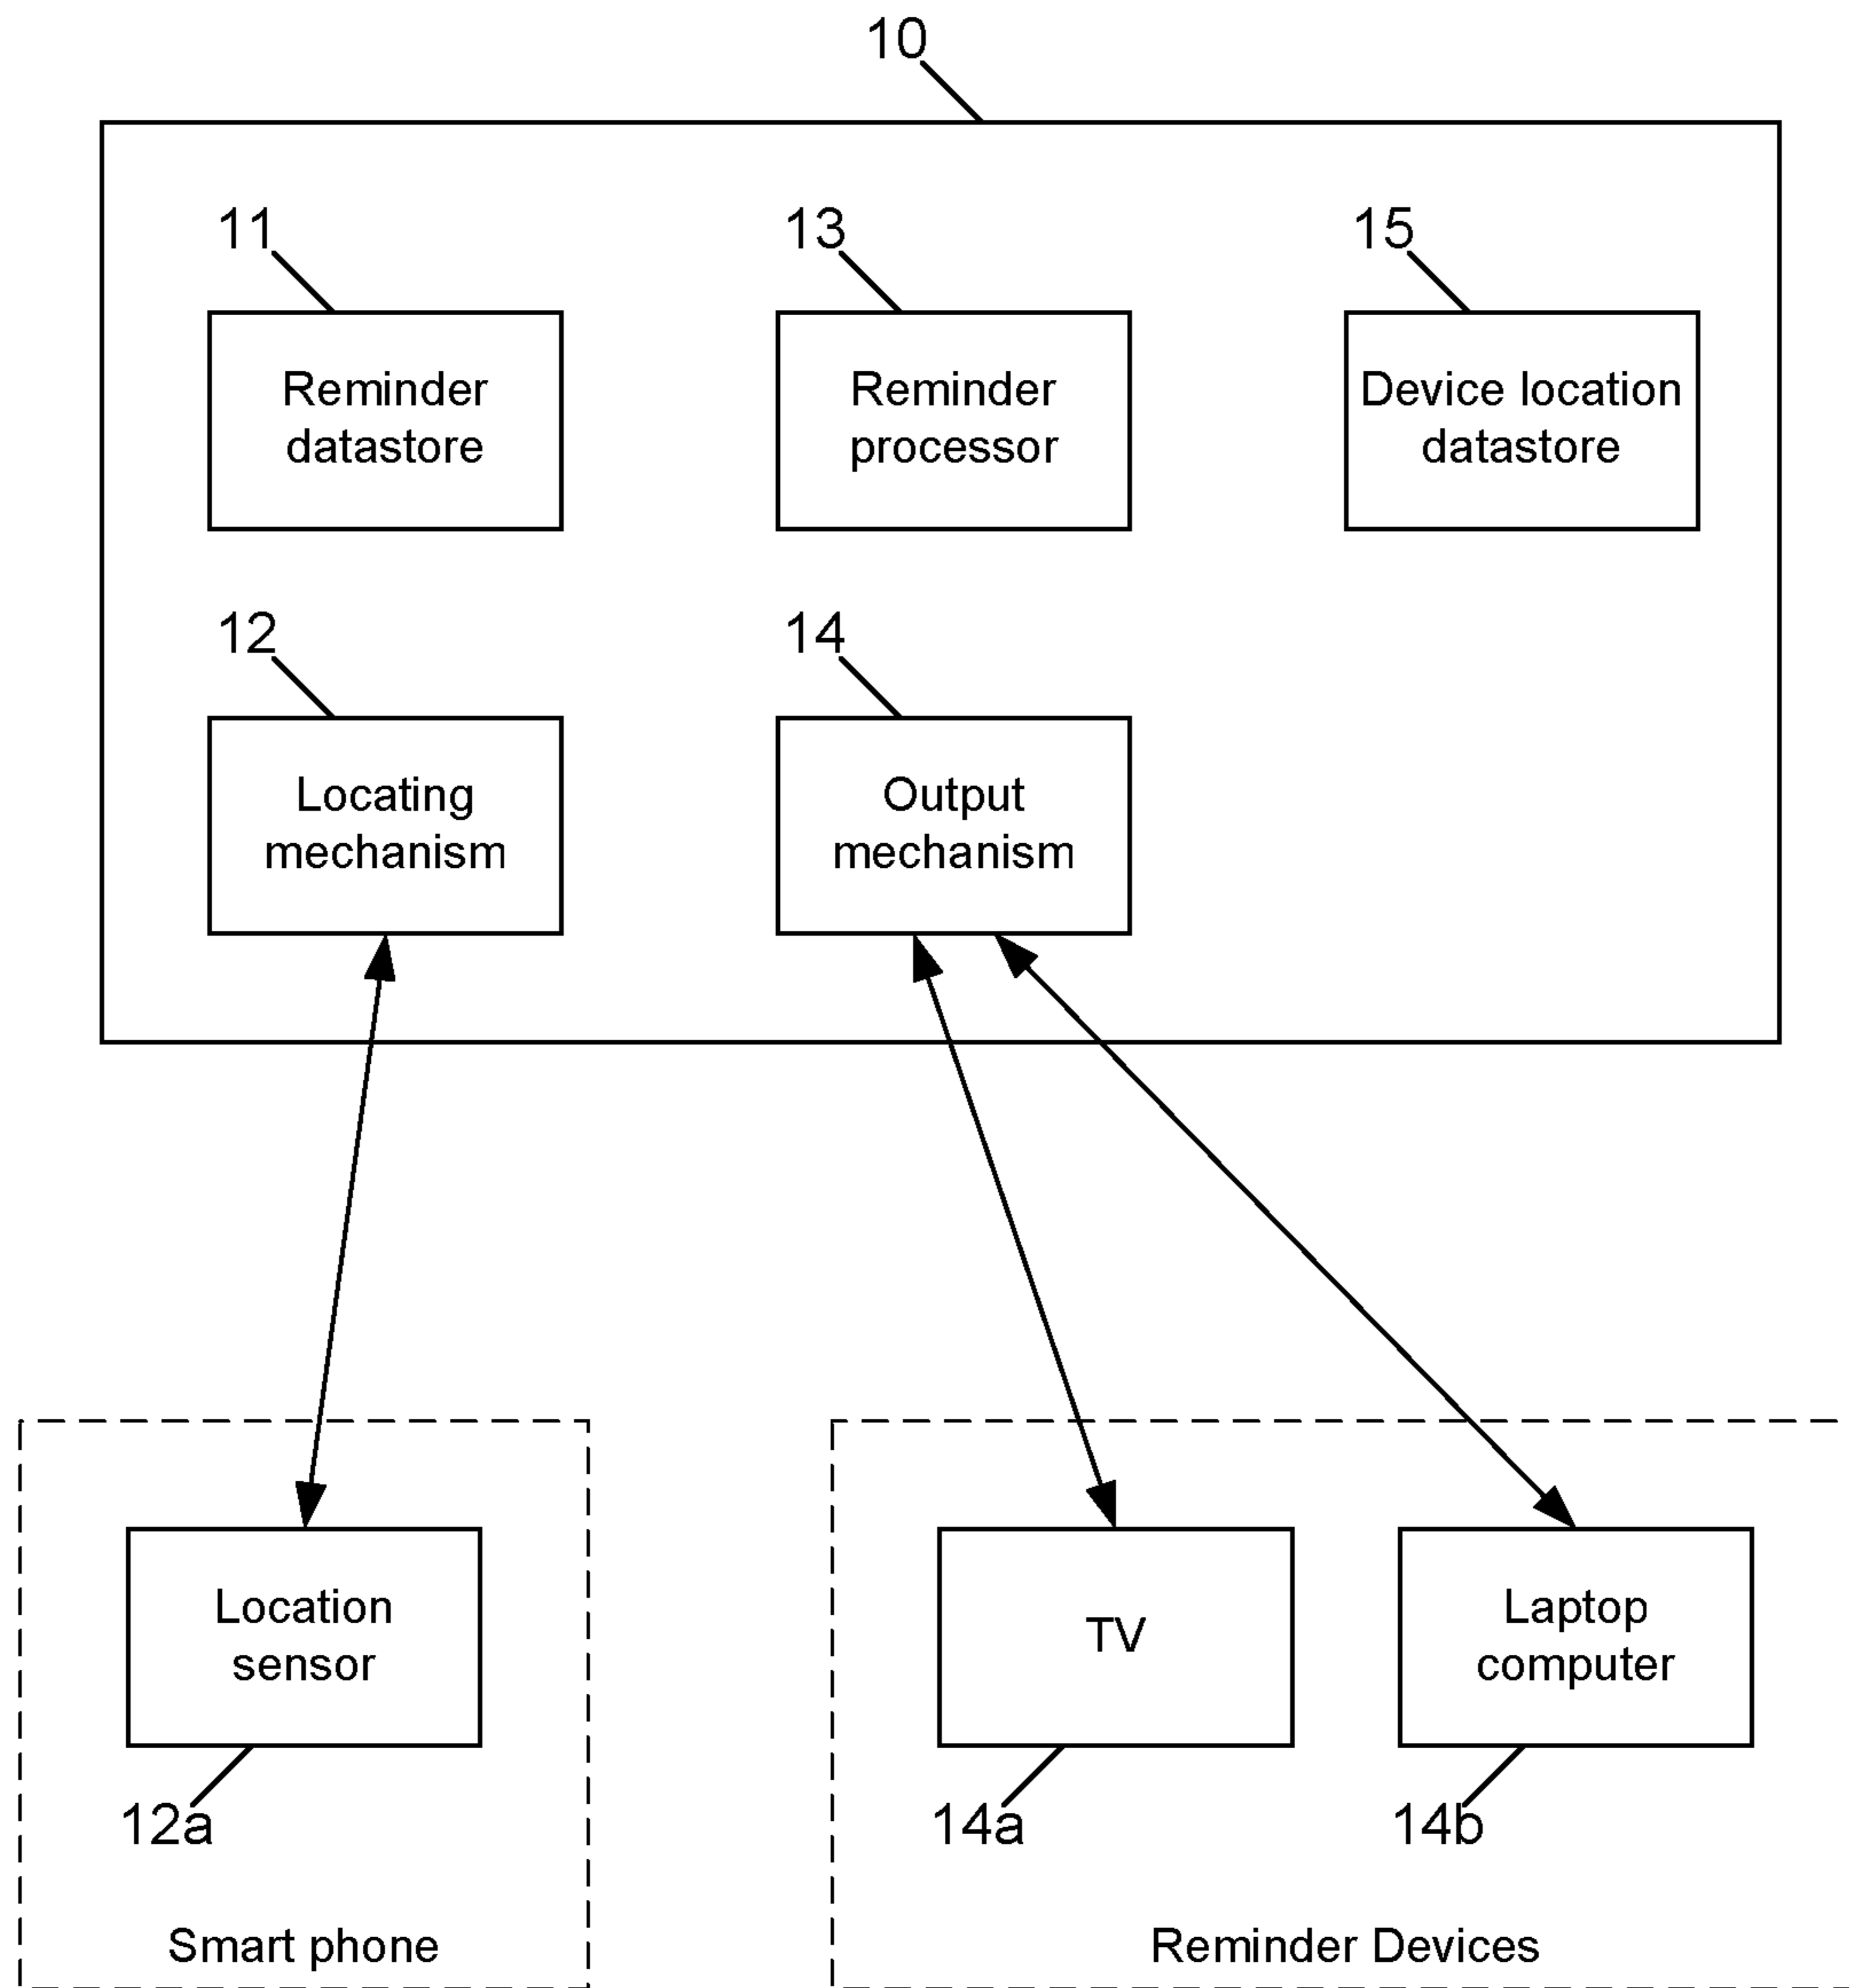 10
11
13
15
Reminder
datastore
Reminder
processor
Device location
datastore
12
14
Locating
mechanism
Output
mechanism
Location
sensor
TV
Laptop
computer
12a
14a
14b
Smart phone
Reminder Devices